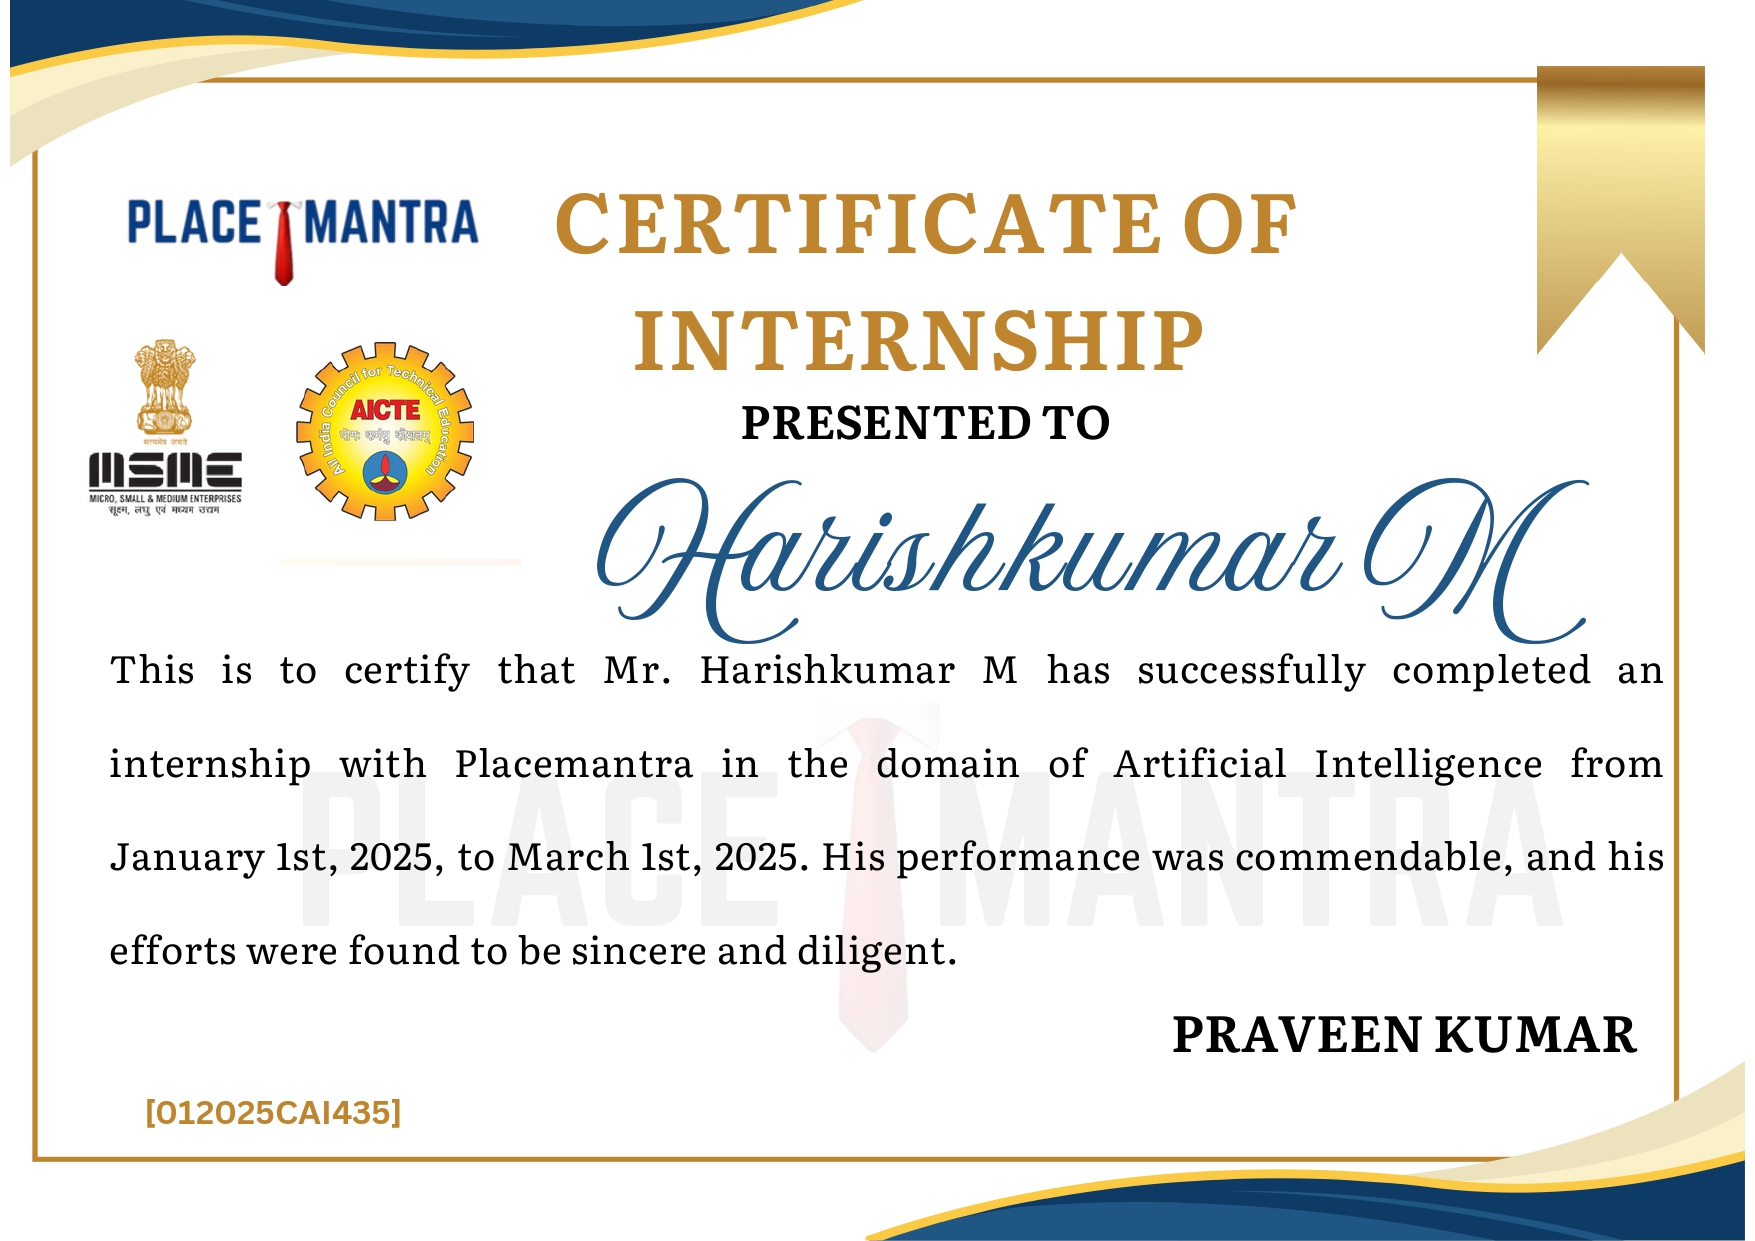 PLACE MANTRA
CERTIFICATE OF
INTERNSHIP
PRESENTED TO
सत्यमेव जयते
MSME
MICRO, SMALL & MEDIUM ENTERPRISES
सूक्ष्म, लघु एवं मध्यम उद्यम
All India Council for Technical Education
AICTE
योगः कर्मसु कौशलम्
Harishkumar M
This is to certify that Mr. Harishkumar M has successfully completed an
internship with Placemantra in the domain of Artificial Intelligence from
January 1st, 2025, to March 1st, 2025. His performance was commendable, and his
efforts were found to be sincere and diligent.
PLACE MANTRA
PRAVEEN KUMAR
[012025CAI435]